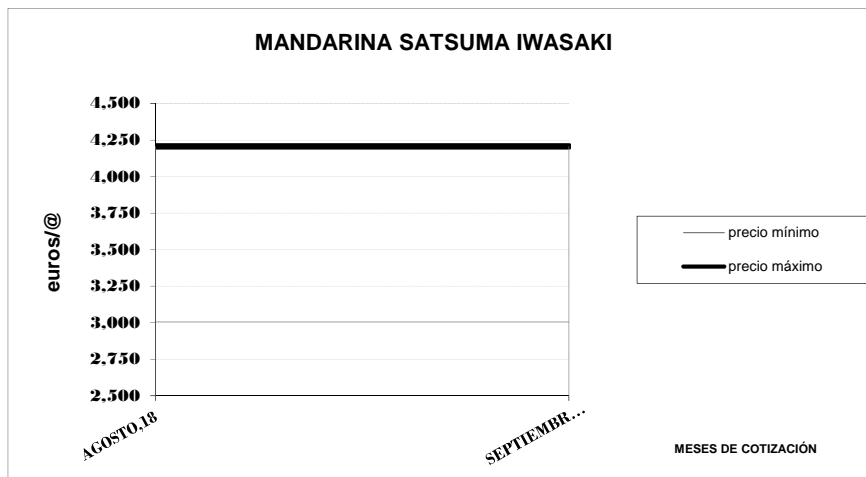 MANDARINA SATSUMA IWASAKI
4,500
4,250
4,000
3,750
3,500
3,250
3,000
2,750
2,500
euros/@
AGOSTO,18
SEPTIEMBR...
precio mínimo
precio máximo
MESES DE COTIZACIÓN